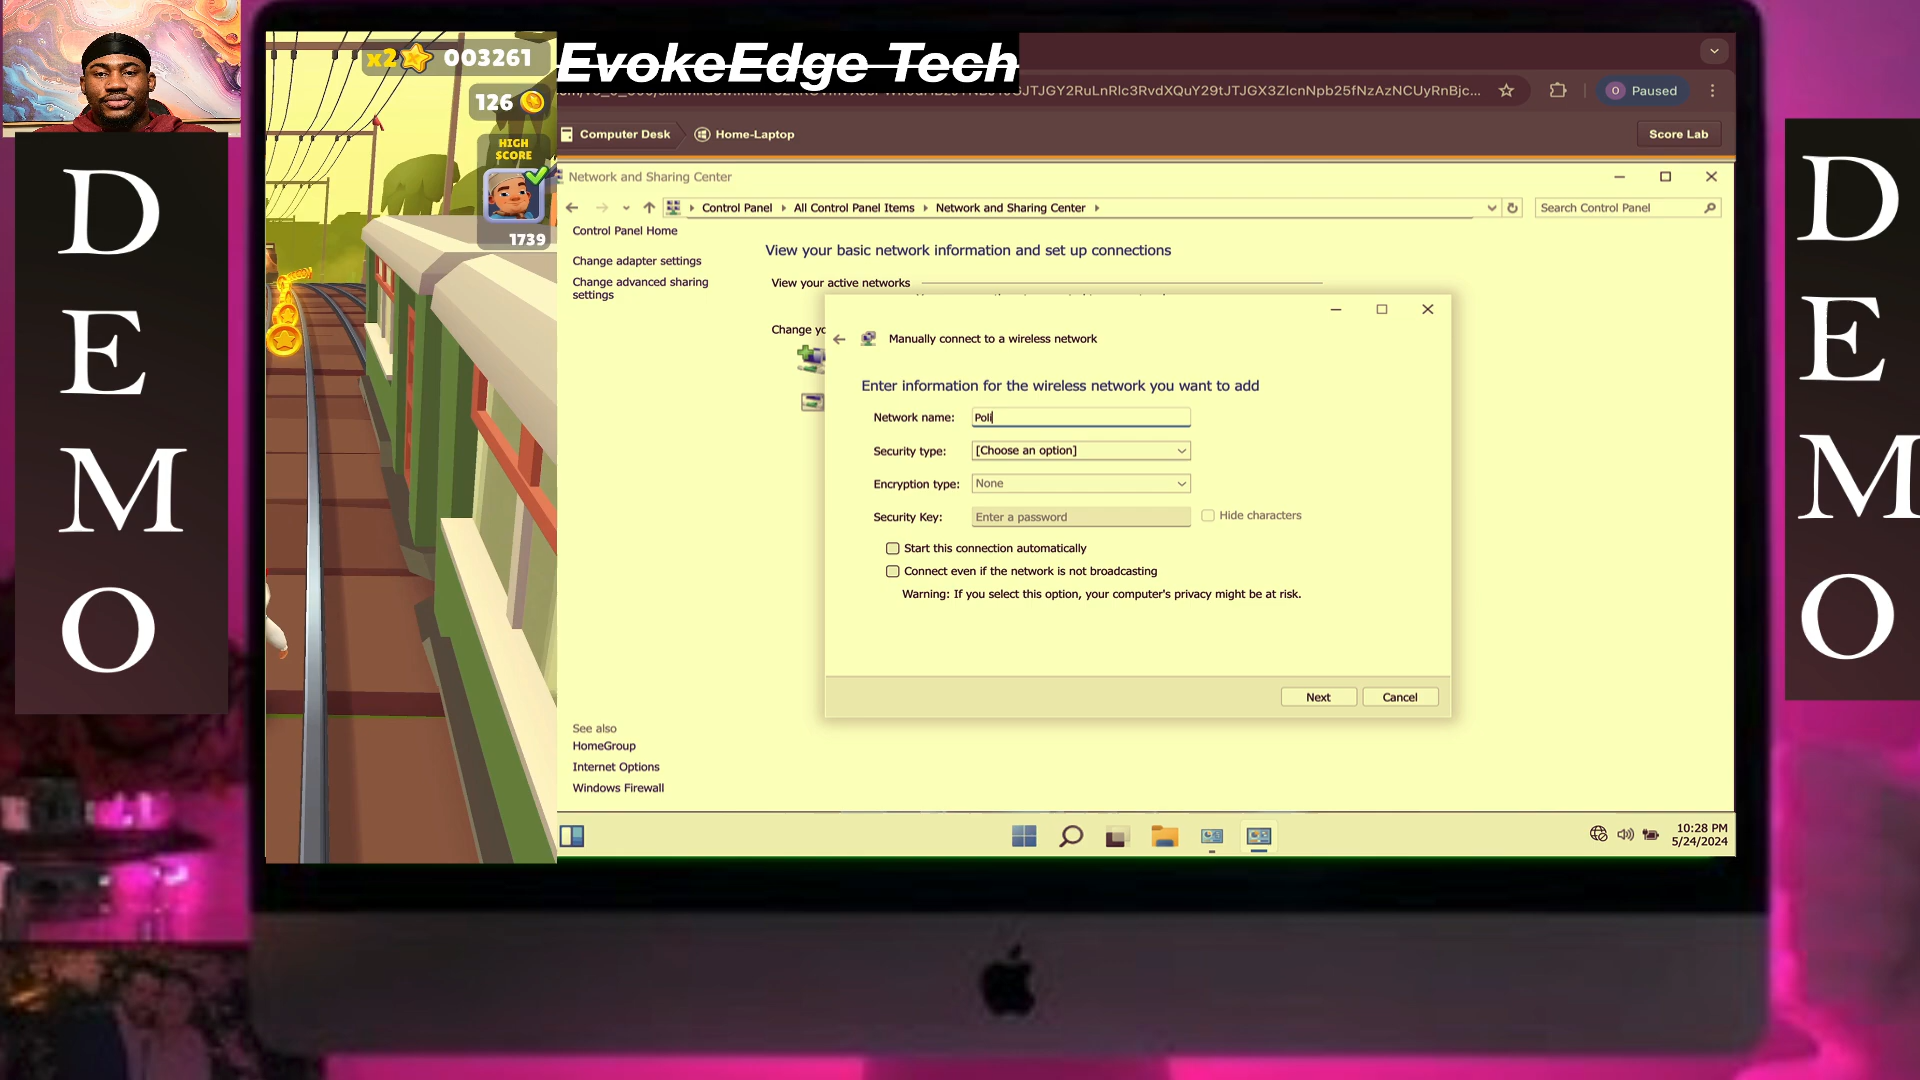 D
E
M
O
x2 003261
126
HIGH
SCORE
1739
EvokeEdge Tech
Paused
Computer Desk
Home-Laptop
Score Lab
Network and Sharing Center
Control Panel
All Control Panel Items
Network and Sharing Center
Search Control Panel
Control Panel Home
Change adapter settings
Change advanced sharing
settings
View your basic network information and set up connections
View your active networks
Change yo
Manually connect to a wireless network
Enter information for the wireless network you want to add
Network name: Poli
Security type: [Choose an option]
Encryption type: None
Security Key: Enter a password
Hide characters
Start this connection automatically
Connect even if the network is not broadcasting
Warning: If you select this option, your computer's privacy might be at risk.
Next
Cancel
See also
HomeGroup
Internet Options
Windows Firewall
10:28 PM
5/24/2024
D
E
M
O